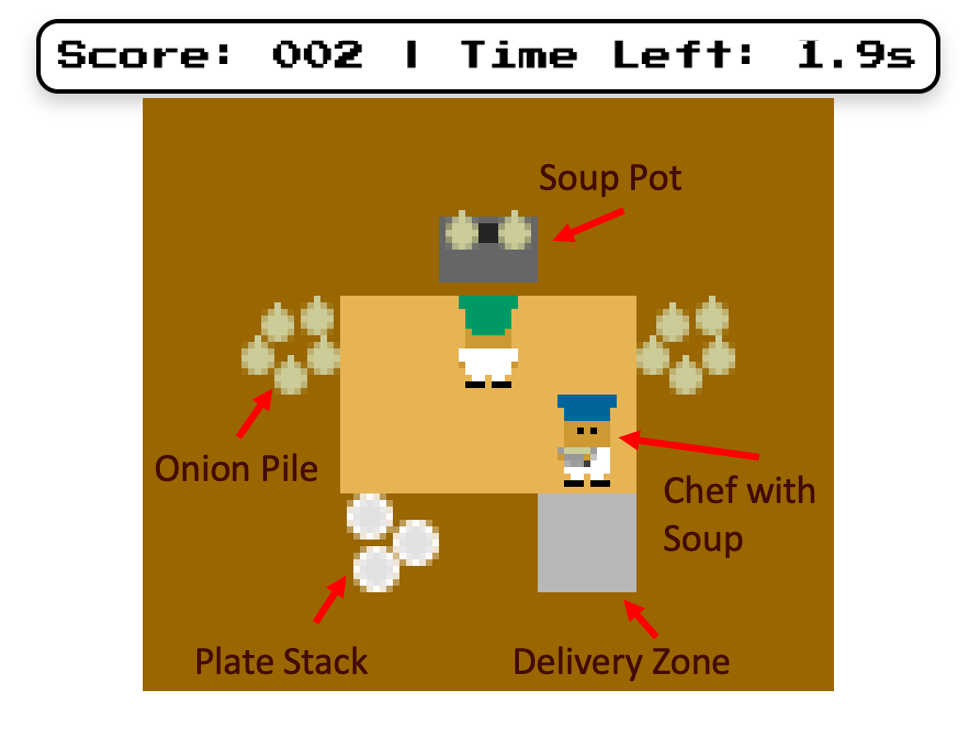 Score: 002 | Time Left: 1.9s
Soup Pot
Onion Pile
Chef with
Soup
Plate Stack
Delivery Zone